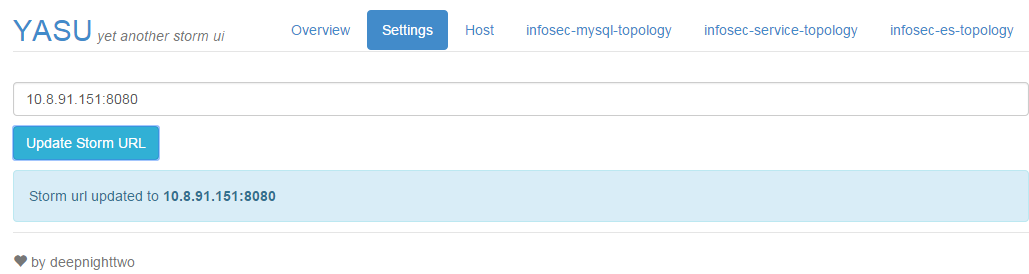 YASU yet another storm ui Overview Settings Host infosec-mysql-topology infosec-service-topology infosec-es-topology
10.8.91.151:8080
Update Storm URL
Storm url updated to 10.8.91.151:8080
♥ by deepnighttwo